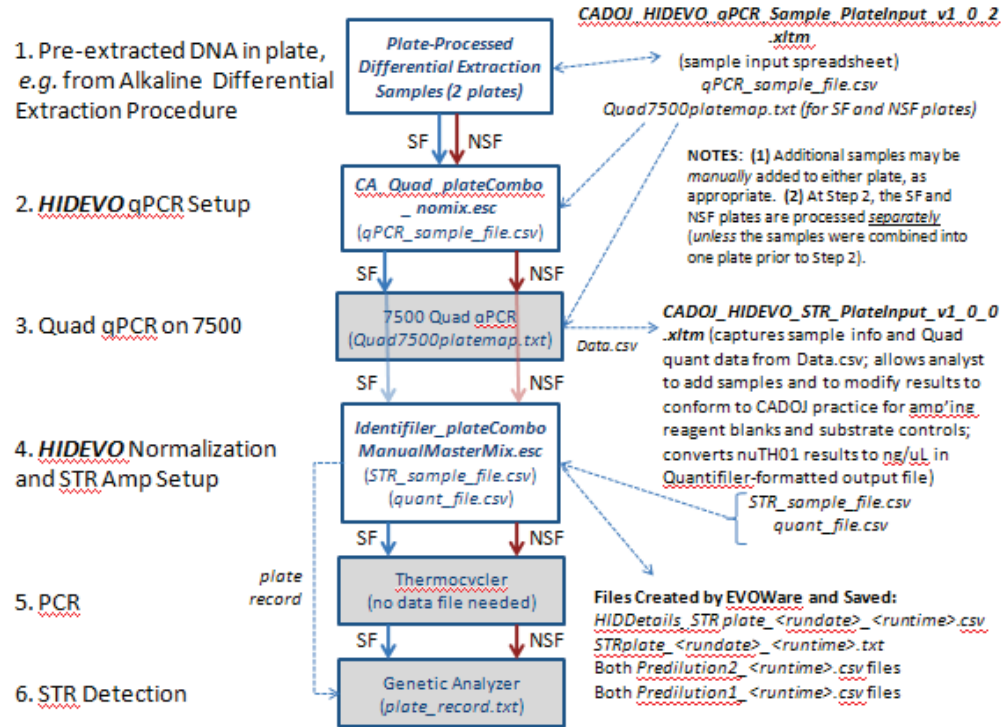 CADOJ_HIDEVO_qPCR_Sample_PlateInput_v1_0_2
.xltm
(sample input spreadsheet)
qPCR_sample_file.csv
Quad7500platemap.txt (for SF and NSF plates)
1. Pre-extracted DNA in plate,
e.g. from Alkaline Differential
Extraction Procedure
Plate-Processed
Differential Extraction
Samples (2 plates)
SF
NSF
NOTES: (1) Additional samples may be
manually added to either plate, as
appropriate. (2) At Step 2, the SF and
NSF plates are processed separately
(unless the samples were combined into
one plate prior to Step 2).
2. HIDEVO qPCR Setup
CA_Quad_plateCombo
_nomix.esc
(qPCR_sample_file.csv)
SF
NSF
3. Quad qPCR on 7500
7500 Quad qPCR
(Quad7500platemap.txt)
Data.csv
CADOJ_HIDEVO_STR_PlateInput_v1_0_0
.xltm (captures sample info and Quad
quant data from Data.csv; allows analyst
to add samples and to modify results to
conform to CADOJ practice for amp'ing
reagent blanks and substrate controls;
converts nuTH01 results to ng/uL in
Quantifiler-formatted output file)
STR_sample_file.csv
quant_file.csv
SF
NSF
4. HIDEVO Normalization
and STR Amp Setup
Identifiler_plateCombo
ManualMasterMix.esc
(STR_sample_file.csv)
(quant_file.csv)
SF
NSF
plate
record
5. PCR
Thermocycler
(no data file needed)
SF
NSF
Files Created by EVOWare and Saved:
HIDDetails_STR plate_<rundate>_<runtime>.csv
STRplate_<rundate>_<runtime>.txt
Both Predilution2_<runtime>.csv files
Both Predilution1_<runtime>.csv files
6. STR Detection
Genetic Analyzer
(plate_record.txt)